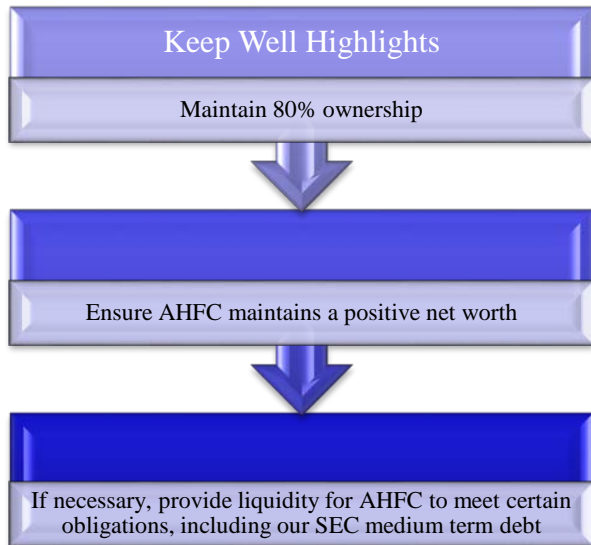 Keep Well Highlights
Maintain 80% ownership
Ensure AHFC maintains a positive net worth
If necessary, provide liquidity for AHFC to meet certain
obligations, including our SEC medium term debt